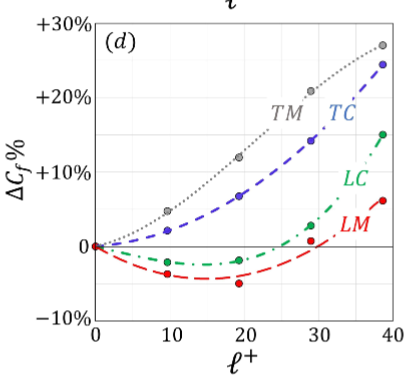 +30%
(d)
+20%
TM TC
ΔC_f %
+10%
LC
LM
0
−10%
0 10 20 30 40
ℓ⁺